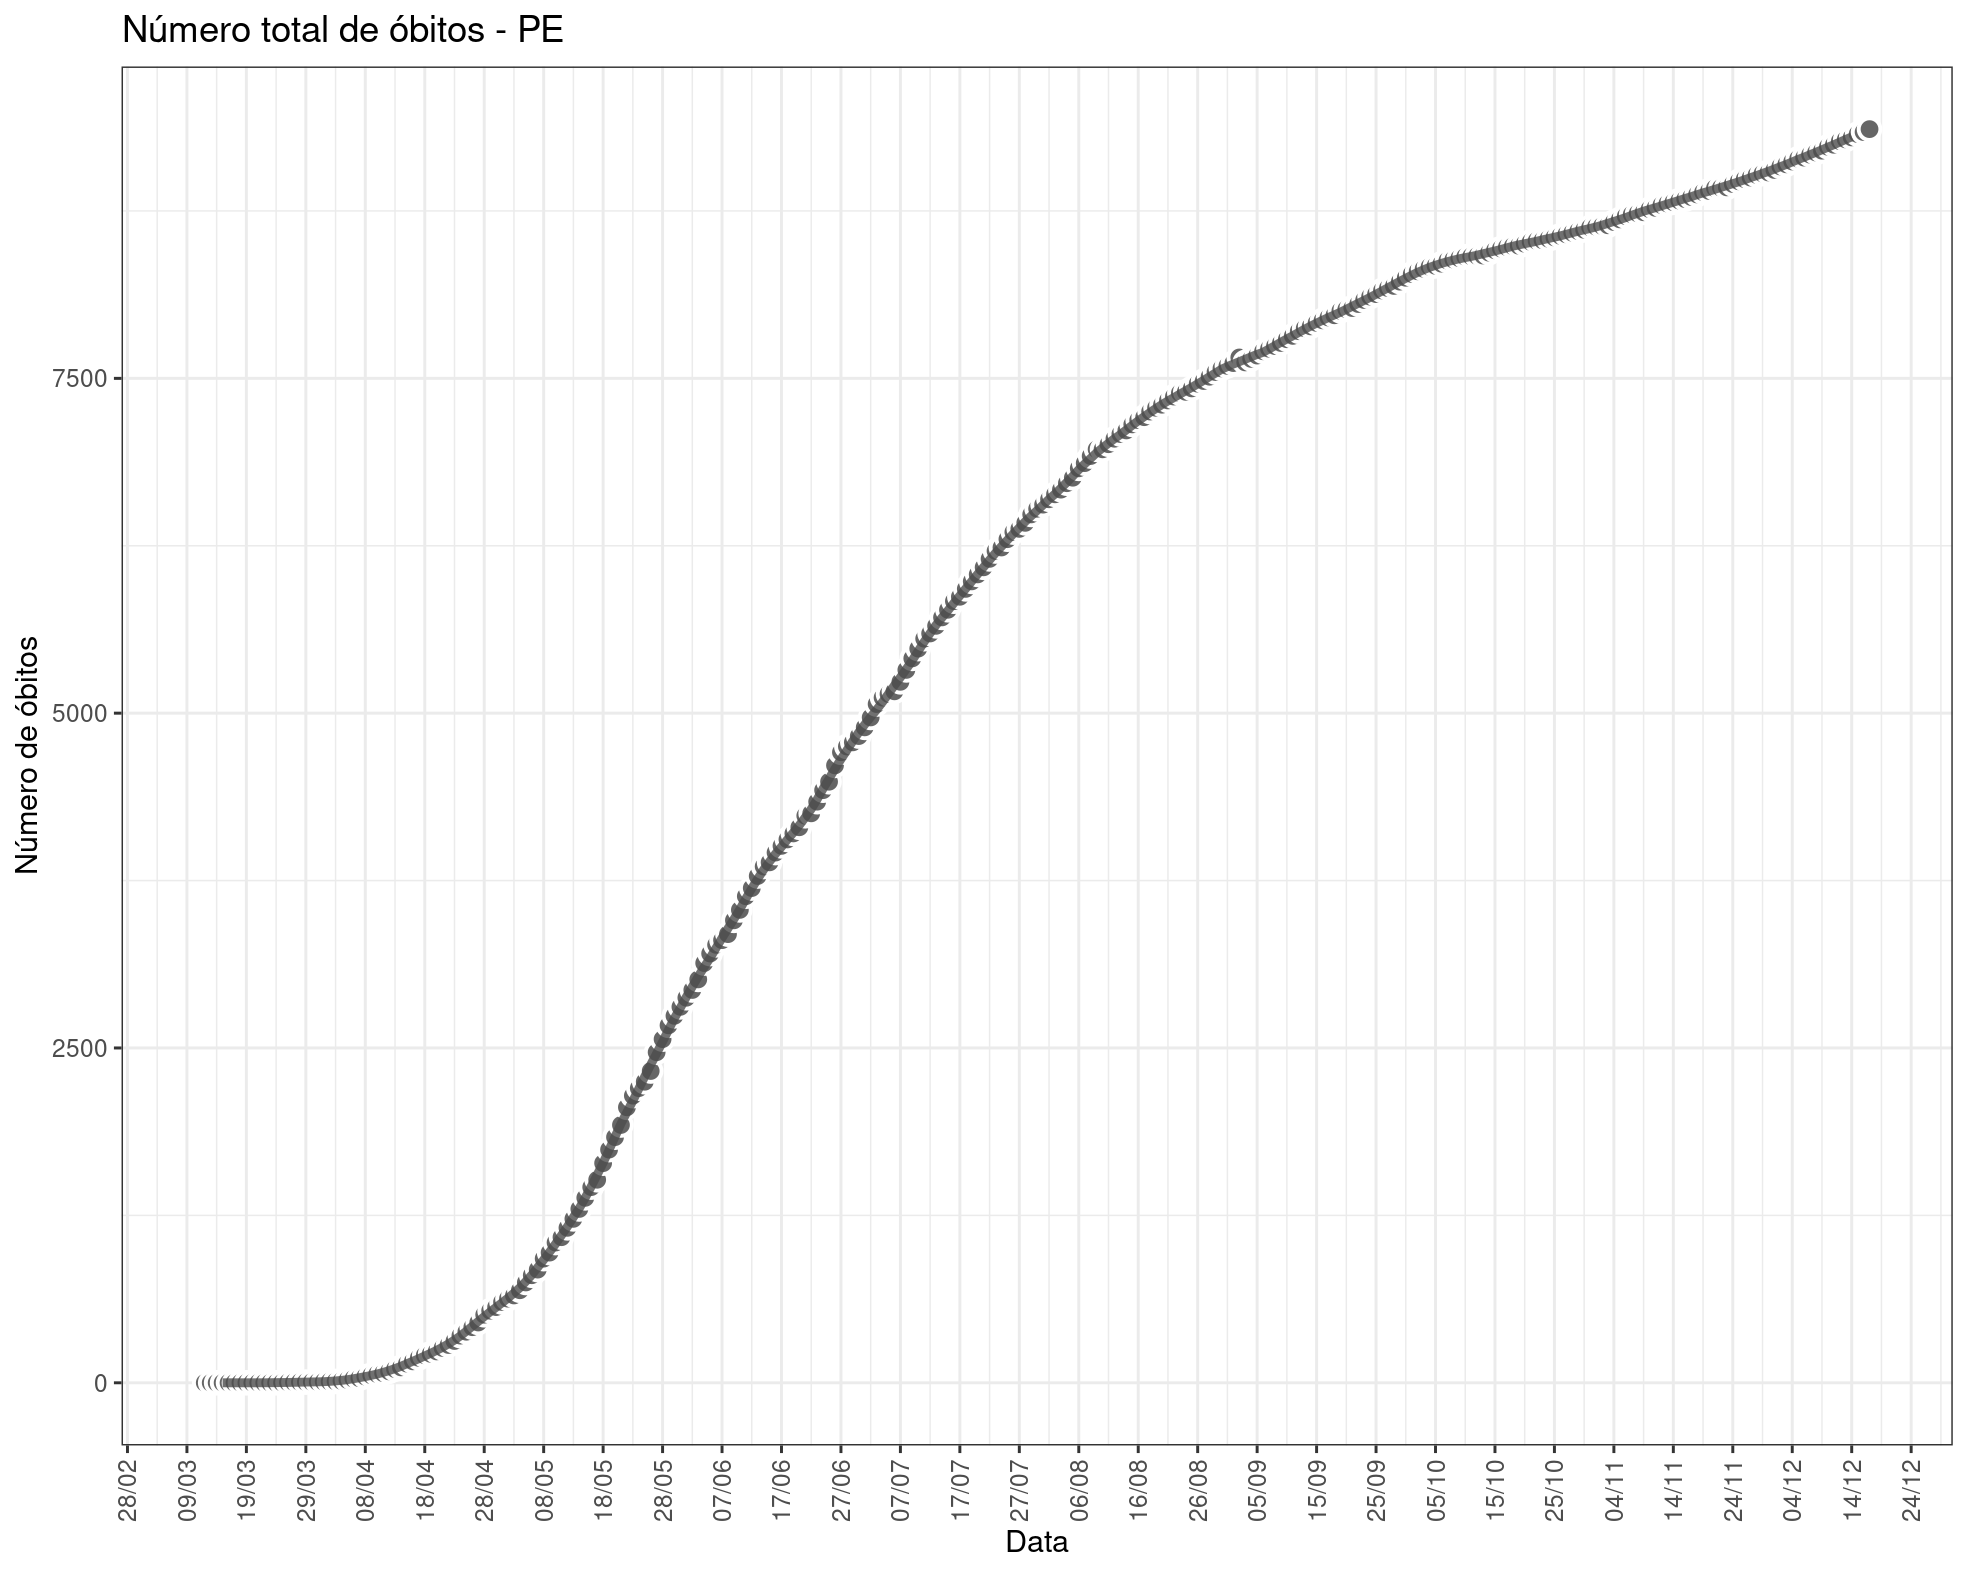 Número total de óbitos - PE
Número de óbitos
7500
5000
2500
0
28/02 09/03 19/03 29/03 08/04 18/04 28/04 08/05 18/05 28/05 07/06 17/06 27/06 07/07 17/07 27/07 06/08 16/08 26/08 05/09 15/09 25/09 05/10 15/10 25/10 04/11 14/11 24/11 04/12 14/12 24/12
Data